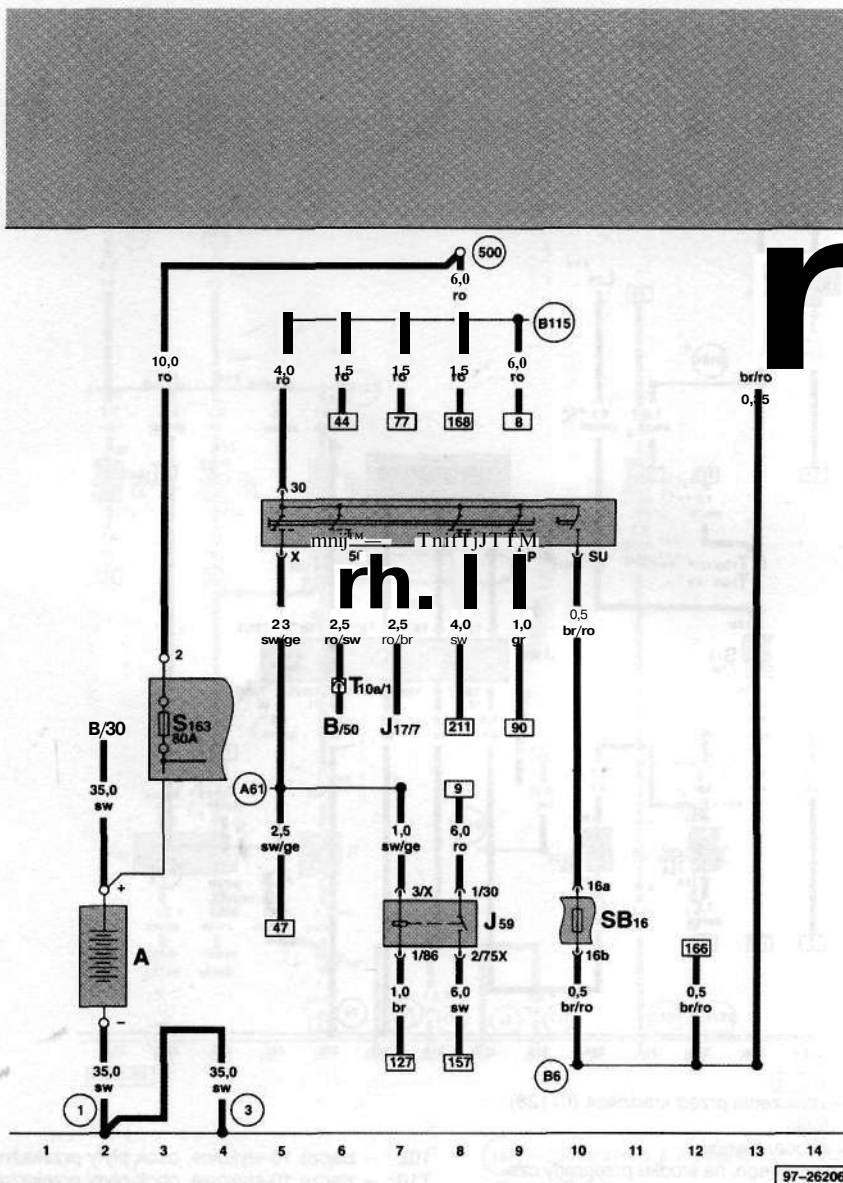 500
6,0
ro
B115
10,0
ro
4,0
ro
1,5
ro
1,5
ro
1,5
ro
6,0
ro
br/ro
44
77
168
8
30
X
P
SU
rh. I I
23
sw/ge
2,5
ro/sw
2,5
ro/br
4,0
sw
1,0
gr
0,5
br/ro
2
T10a/1
S163
80A
B/30
B/50
J17/7
211
90
35,0
sw
A61
9
2,5
sw/ge
1,0
sw/ge
6,0
ro
+
3/X
1/30
16a
47
J59
SB16
A
1/86
2/75X
16b
166
1,0
br
6,0
sw
0,5
br/ro
0,5
br/ro
−
127
157
B6
35,0
sw
35,0
sw
1
3
1 2 3 4 5 6 7 8 9 10 11 12 13 14
97-26206